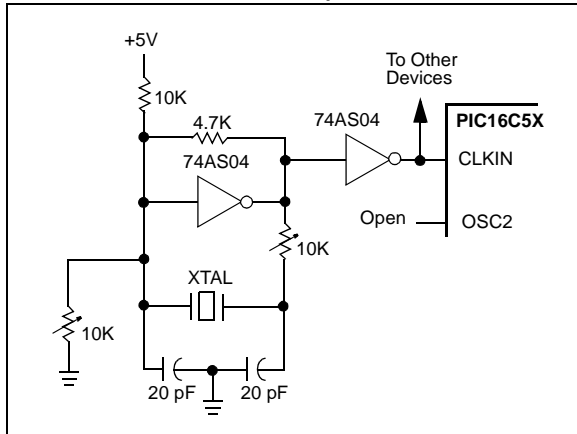 +5V
To Other
Devices
10K
4.7K
74AS04
PIC16C5X
74AS04
CLKIN
Open
OSC2
10K
XTAL
10K
20 pF
20 pF